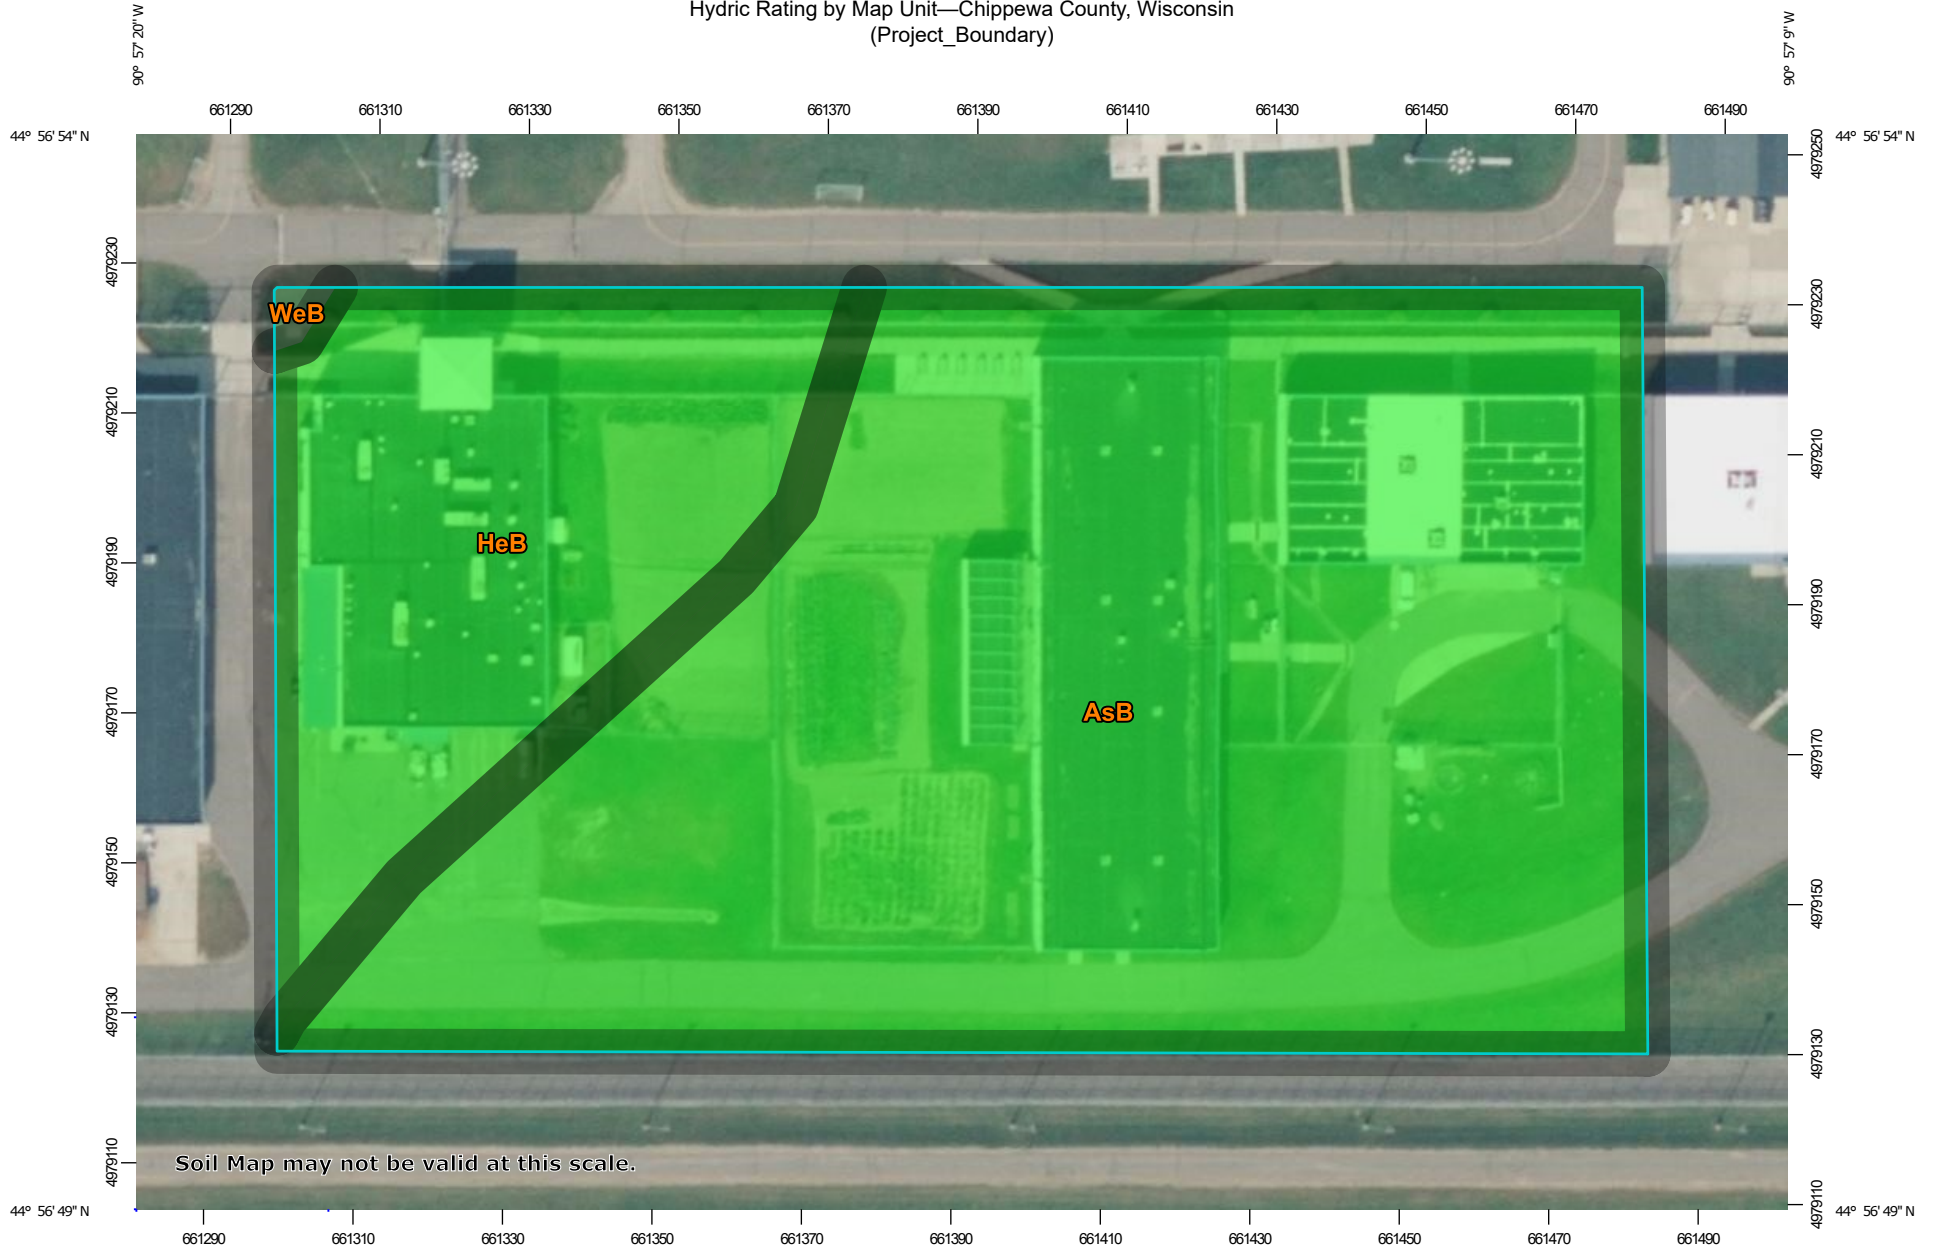 Hydric Rating by Map Unit—Chippewa County, Wisconsin
(Project_Boundary)
90° 57' 20'' W
90° 57' 9'' W
661290 661310 661330 661350 661370 661390 661410 661430 661450 661470 661490
44° 56' 54'' N
44° 56' 54'' N
4979230
4979210
4979190
4979170
4979150
4979130
4979110
WeB
HeB
AsB
4979250
4979230
4979210
4979190
4979170
4979150
4979130
4979110
Soil Map may not be valid at this scale.
44° 56' 49'' N
44° 56' 49'' N
661290 661310 661330 661350 661370 661390 661410 661430 661450 661470 661490